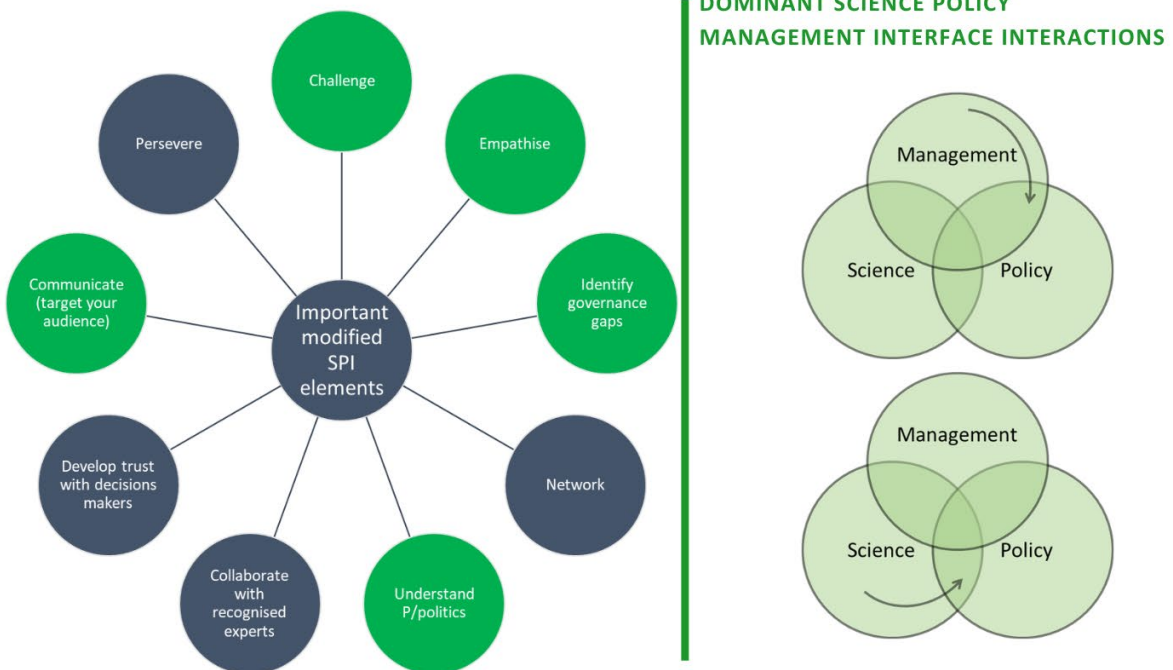 DOMINANT SCIENCE POLICY
MANAGEMENT INTERFACE INTERACTIONS
Challenge
Empathise
Identify
governance
gaps
Network
Understand
P/politics
Collaborate
with
recognised
experts
Develop trust
with decisions
makers
Communicate
(target your
audience)
Persevere
Important
modified
SPI
elements
Management
Science
Policy
Management
Science
Policy